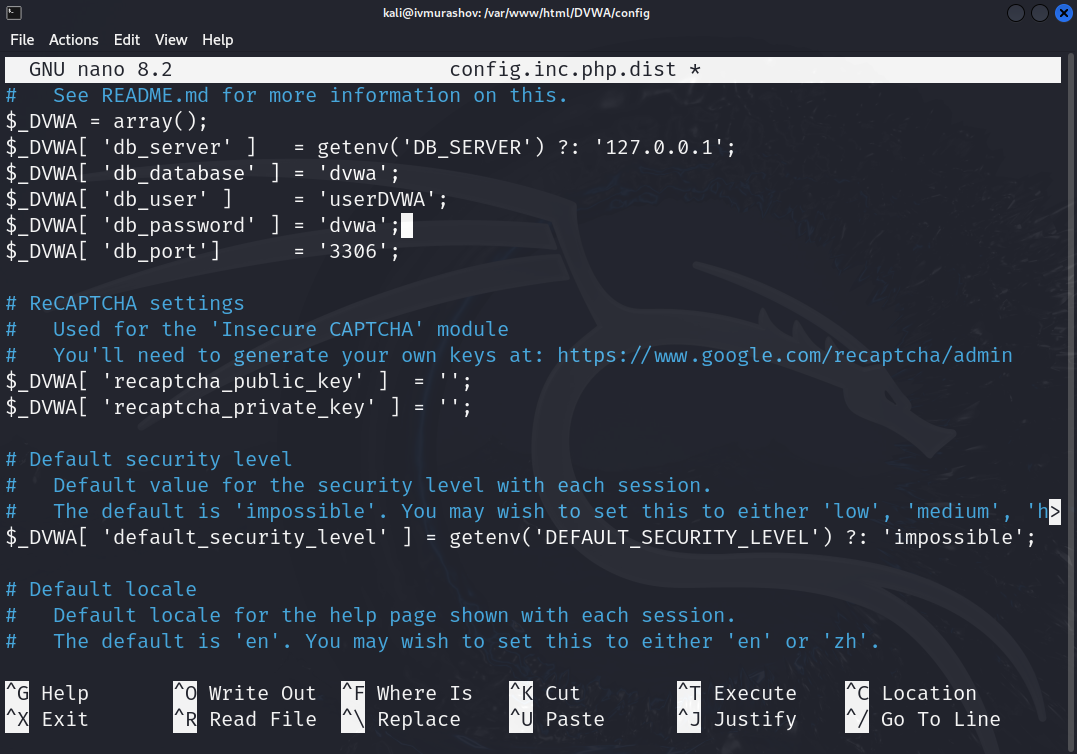 kali@ivmurashov: /var/www/html/DVWA/config
File Actions Edit View Help
GNU nano 8.2 config.inc.php.dist *
#   See README.md for more information on this.
$_DVWA = array();
$_DVWA[ 'db_server' ]   = getenv('DB_SERVER') ?: '127.0.0.1';
$_DVWA[ 'db_database' ] = 'dvwa';
$_DVWA[ 'db_user' ]     = 'userDVWA';
$_DVWA[ 'db_password' ] = 'dvwa';
$_DVWA[ 'db_port']      = '3306';
# ReCAPTCHA settings
#   Used for the 'Insecure CAPTCHA' module
#   You'll need to generate your own keys at: https://www.google.com/recaptcha/admin
$_DVWA[ 'recaptcha_public_key' ]  = '';
$_DVWA[ 'recaptcha_private_key' ] = '';
# Default security level
#   Default value for the security level with each session.
#   The default is 'impossible'. You may wish to set this to either 'low', 'medium', 'h>
$_DVWA[ 'default_security_level' ] = getenv('DEFAULT_SECURITY_LEVEL') ?: 'impossible';
# Default locale
#   Default locale for the help page shown with each session.
#   The default is 'en'. You may wish to set this to either 'en' or 'zh'.
^G Help ^O Write Out ^F Where Is ^K Cut ^T Execute ^C Location
^X Exit ^R Read File ^\ Replace ^U Paste ^J Justify ^/ Go To Line